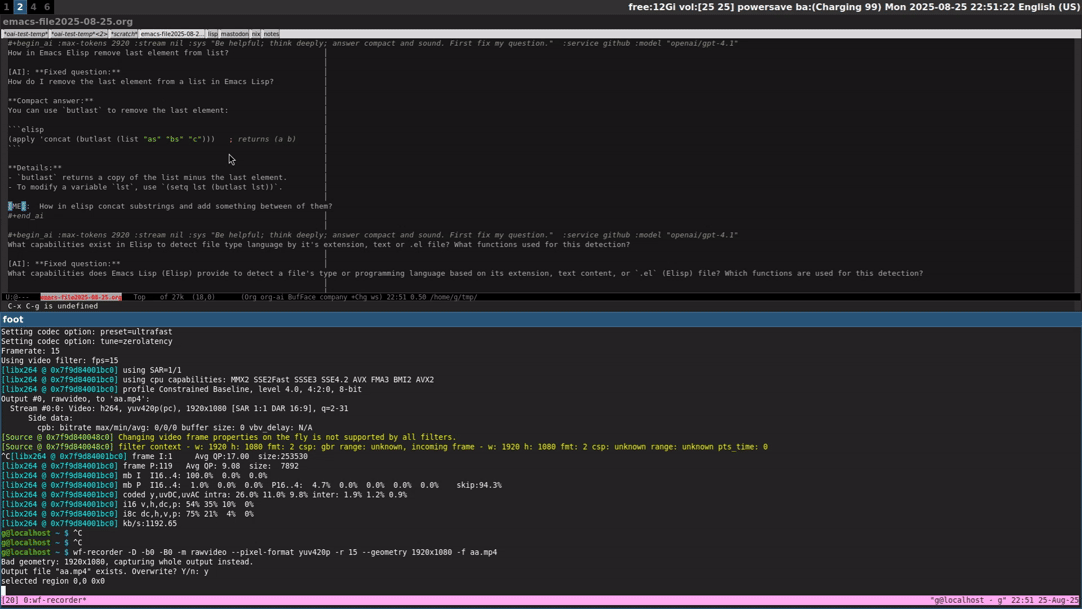 1 2 4 6
free:12Gi vol:[25 25] powersave ba:(Charging 99) Mon 2025-08-25 22:51:22 English (US)
emacs-file2025-08-25.org
*oai-test-temp* *oai-test-temp*<2> *scratch* emacs-file2025-08-2... lisp mastodon nix notes
#+begin_ai :max-tokens 2920 :stream nil :sys "Be helpful; think deeply; answer compact and sound. First fix my question." :service github :model "openai/gpt-4.1"
How in Emacs Elisp remove last element from list?
[AI]: **Fixed question:**
How do I remove the last element from a list in Emacs Lisp?
**Compact answer:**
You can use `butlast` to remove the last element:
```elisp
(apply 'concat (butlast (list "as" "bs" "c"))) ; returns (a b)
```
**Details:**
- `butlast` returns a copy of the list minus the last element.
- To modify a variable `lst`, use `(setq lst (butlast lst))`.
[ME]: How in elisp concat substrings and add something between of them?
#+end_ai
#+begin_ai :max-tokens 2920 :stream nil :sys "Be helpful; think deeply; answer compact and sound. First fix my question." :service github :model "openai/gpt-4.1"
What capabilities exist in Elisp to detect file type language by it's extension, text or .el file? What functions used for this detection?
[AI]: **Fixed question:**
What capabilities does Emacs Lisp (Elisp) provide to detect a file's type or programming language based on its extension, text content, or `.el` (Elisp) file? Which functions are used for this detection?
U:@--- emacs-file2025-08-25.org Top of 27k (18,0) (Org org-ai BufFace company +Chg ws) 22:51 0.50 /home/g/tmp/
C-x C-g is undefined
foot
Setting codec option: preset=ultrafast
Setting codec option: tune=zerolatency
Framerate: 15
Using video filter: fps=15
[libx264 @ 0x7f9d84001bc0] using SAR=1/1
[libx264 @ 0x7f9d84001bc0] using cpu capabilities: MMX2 SSE2Fast SSSE3 SSE4.2 AVX FMA3 BMI2 AVX2
[libx264 @ 0x7f9d84001bc0] profile Constrained Baseline, level 4.0, 4:2:0, 8-bit
Output #0, rawvideo, to 'aa.mp4':
Stream #0:0: Video: h264, yuv420p(pc), 1920x1080 [SAR 1:1 DAR 16:9], q=2-31
Side data:
cpb: bitrate max/min/avg: 0/0/0 buffer size: 0 vbv_delay: N/A
[Source @ 0x7f9d840048c0] Changing video frame properties on the fly is not supported by all filters.
[Source @ 0x7f9d840048c0] filter context - w: 1920 h: 1080 fmt: 2 csp: gbr range: unknown, incoming frame - w: 1920 h: 1080 fmt: 2 csp: unknown range: unknown pts_time: 0
^C[libx264 @ 0x7f9d84001bc0] frame I:1 Avg QP:17.00 size:253530
[libx264 @ 0x7f9d84001bc0] frame P:119 Avg QP: 9.08 size: 7892
[libx264 @ 0x7f9d84001bc0] mb I I16..4: 100.0% 0.0% 0.0%
[libx264 @ 0x7f9d84001bc0] mb P I16..4: 1.0% 0.0% 0.0% P16..4: 4.7% 0.0% 0.0% 0.0% 0.0% skip:94.3%
[libx264 @ 0x7f9d84001bc0] coded y,uvDC,uvAC intra: 26.0% 11.0% 9.8% inter: 1.9% 1.2% 0.9%
[libx264 @ 0x7f9d84001bc0] i16 v,h,dc,p: 54% 35% 10% 0%
[libx264 @ 0x7f9d84001bc0] i8c dc,h,v,p: 75% 21% 4% 0%
[libx264 @ 0x7f9d84001bc0] kb/s:1192.65
g@localhost ~ $ ^C
g@localhost ~ $ ^C
g@localhost ~ $ wf-recorder -D -b0 -B0 -m rawvideo --pixel-format yuv420p -r 15 --geometry 1920x1080 -f aa.mp4
Bad geometry: 1920x1080, capturing whole output instead.
Output file "aa.mp4" exists. Overwrite? Y/n: y
selected region 0,0 0x0
[20] 0:wf-recorder* "g@localhost - g" 22:51 25-Aug-25